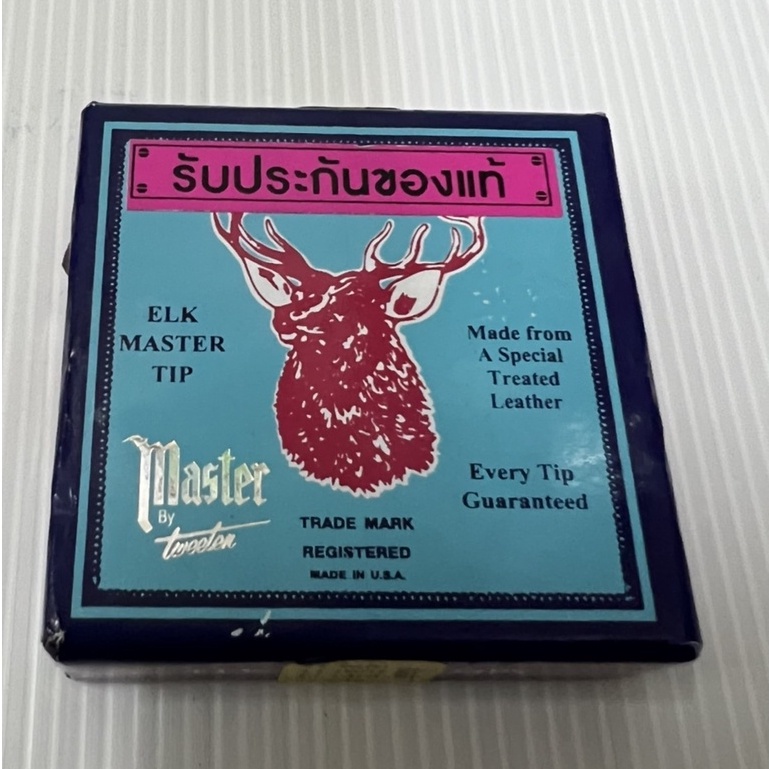 รับประกันของแท้
ELK
MASTER
TIP
Made from
A Special
Treated
Leather
Master
By
tweeten
Every Tip
Guaranteed
TRADE MARK
REGISTERED
MADE IN U.S.A.